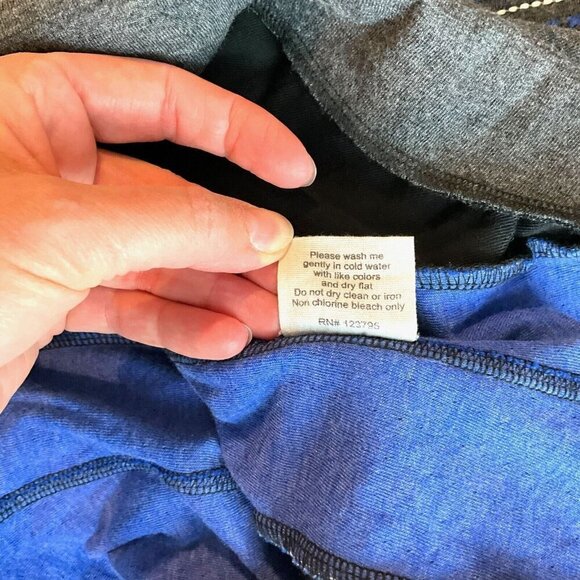 Please wash me
gently in cold water
with like colors
and dry flat
Do not dry clean or iron
Non chlorine bleach only
RN# 123795